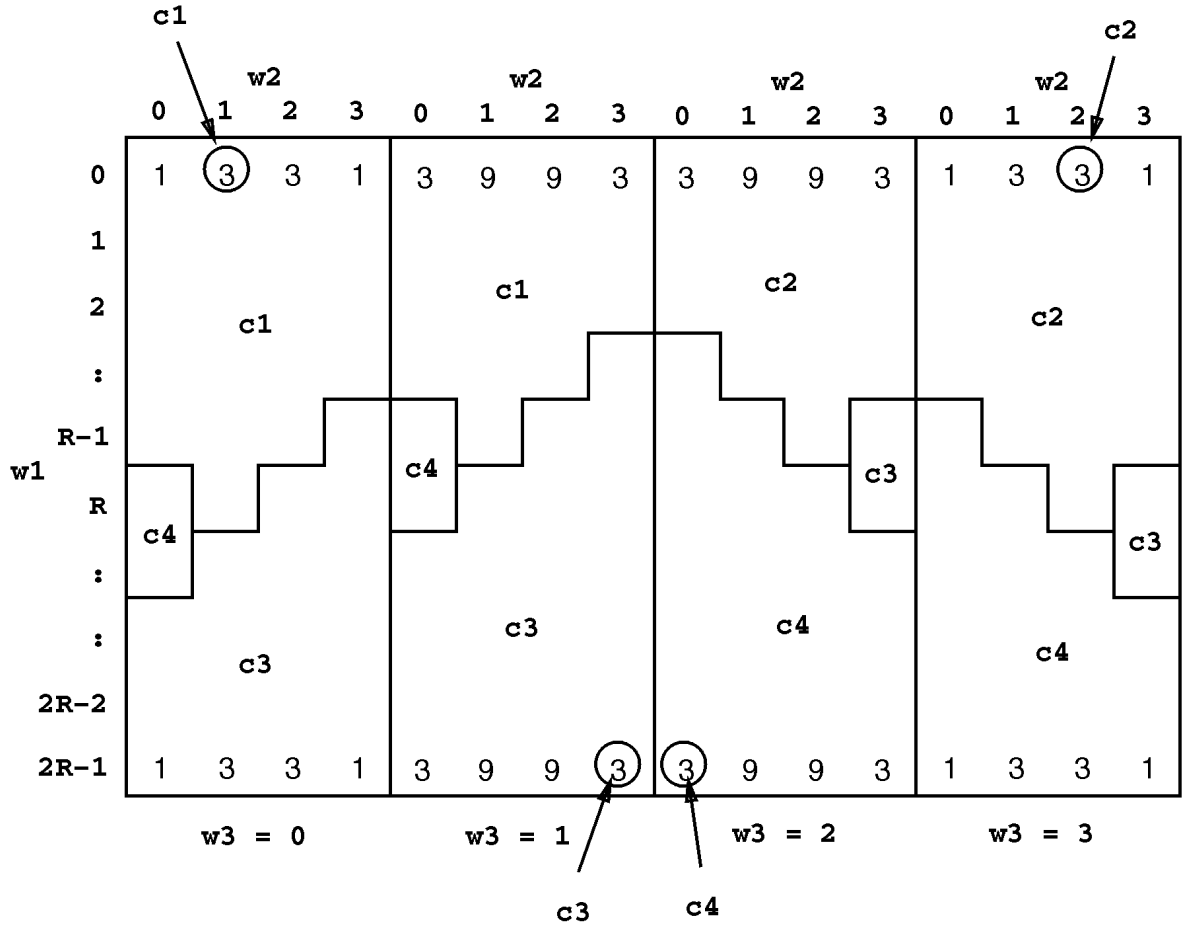 c1
c2
w2 w2 w2 w2
0 1 2 3 0 1 2 3 0 1 2 3 0 1 2 3
0 1 3 3 1 3 9 9 3 3 9 9 3 1 3 3 1
1
2 c1 c1 c2 c2
:
R-1
w1 c4 c3
R
c4 c3
:
: c3 c4
c3 c4
2R-2
2R-1 1 3 3 1 3 9 9 3 3 9 9 3 1 3 3 1
w3 = 0 w3 = 1 w3 = 2 w3 = 3
c3 c4